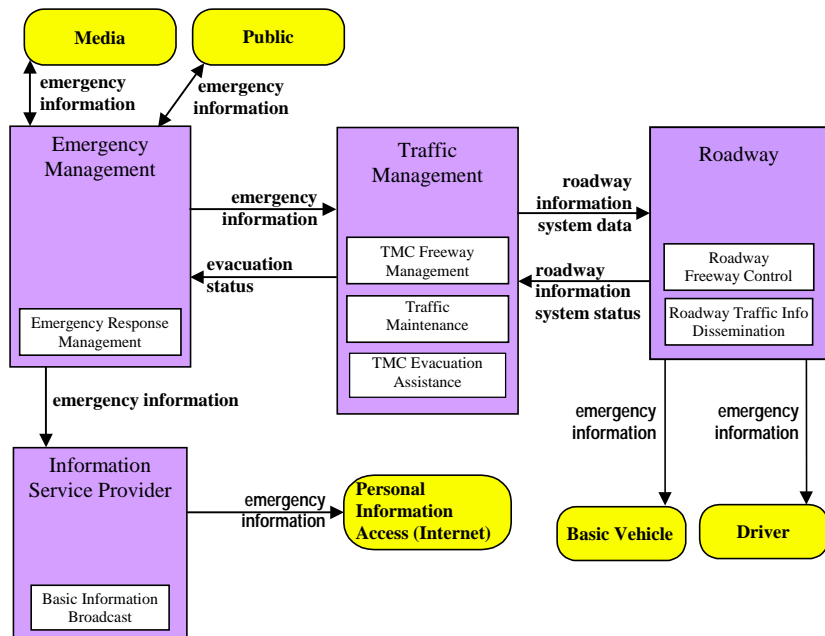 Media
Public
emergency
information
emergency
information
Emergency
Management
Traffic
Management
Roadway
emergency
information
roadway
information
system data
evacuation
status
TMC Freeway
Management
roadway
information
system status
Roadway
Freeway Control
Emergency Response
Management
Traffic
Maintenance
Roadway Traffic Info
Dissemination
TMC Evacuation
Assistance
emergency information
emergency
information
emergency
information
Information
Service Provider
emergency
information
Personal
Information
Access (Internet)
Basic Vehicle
Driver
Basic Information
Broadcast